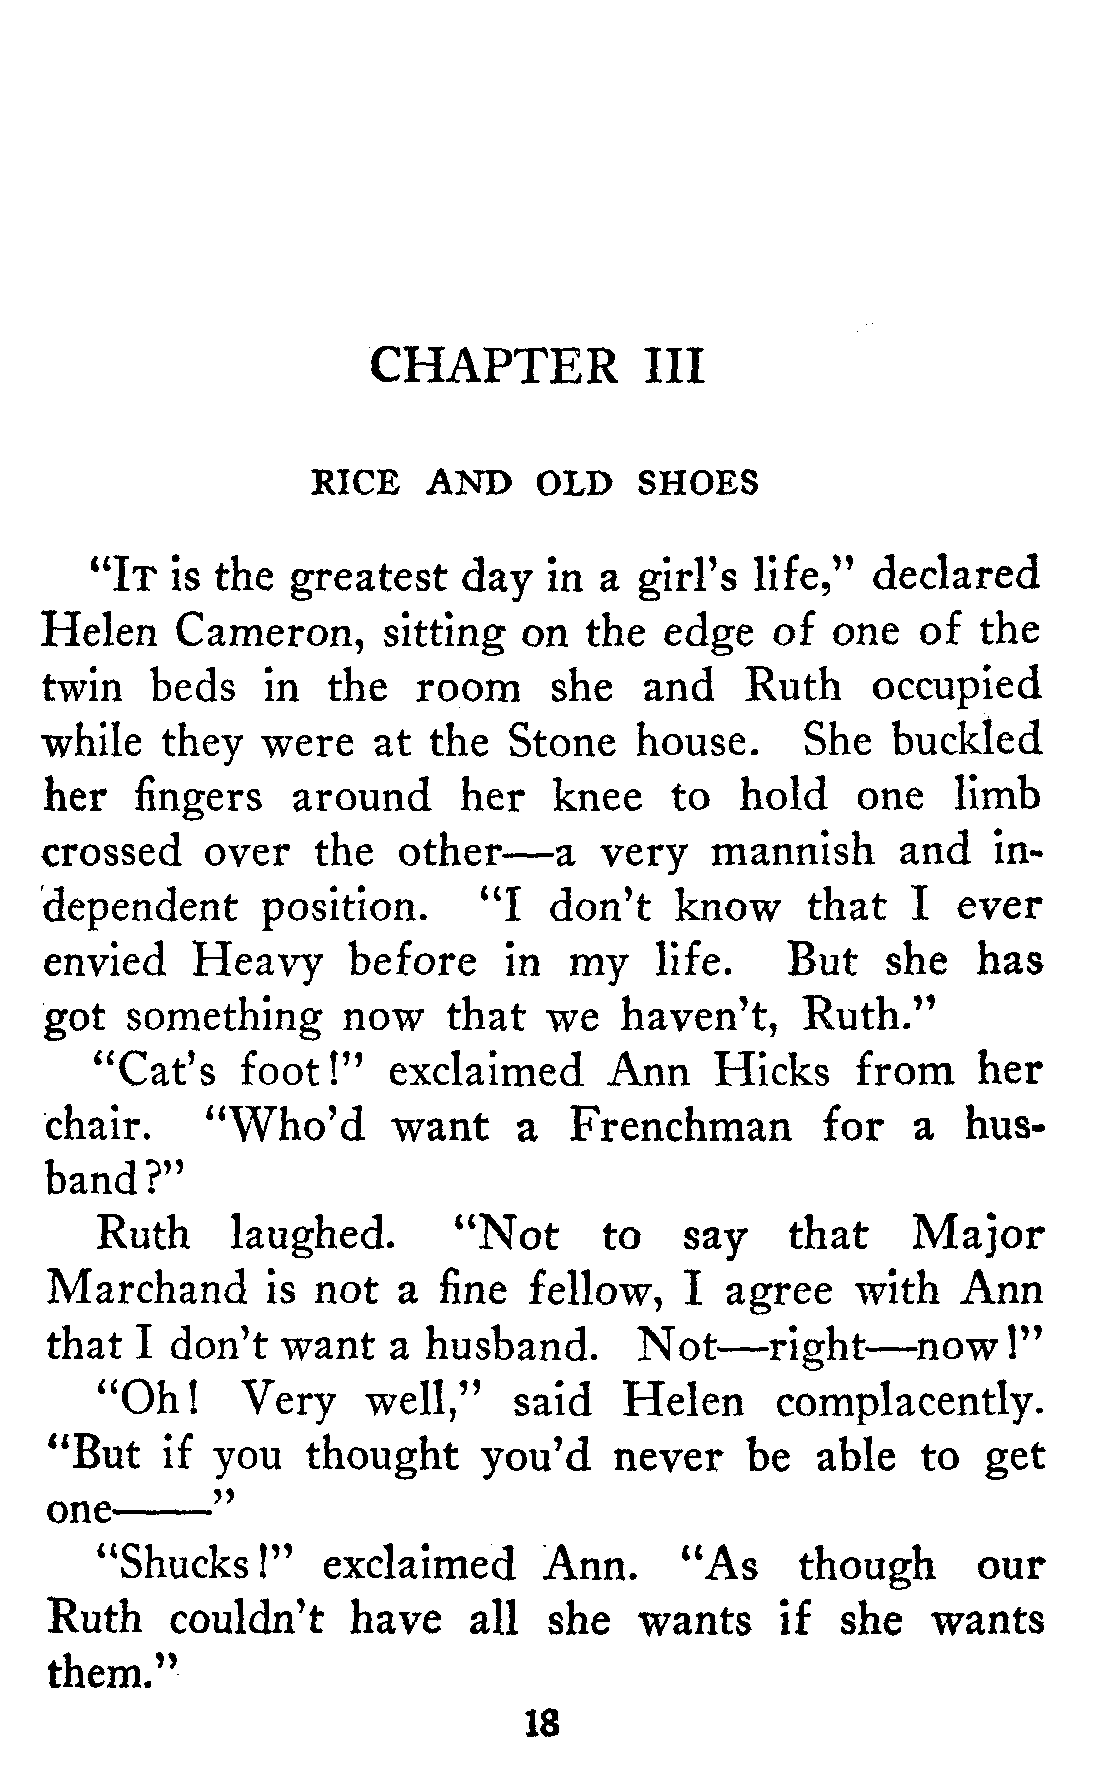 CHAPTER III
RICE AND OLD SHOES
“IT is the greatest day in a girl’s life,” declared
Helen Cameron, sitting on the edge of one of the
twin beds in the room she and Ruth occupied
while they were at the Stone house. She buckled
her fingers around her knee to hold one limb
crossed over the other—a very mannish and in-
dependent position. “I don’t know that I ever
envied Heavy before in my life. But she has
got something now that we haven’t, Ruth.”
“Cat’s foot!” exclaimed Ann Hicks from her
chair. “Who’d want a Frenchman for a hus-
band?”
Ruth laughed. “Not to say that Major
Marchand is not a fine fellow, I agree with Ann
that I don’t want a husband. Not—right—now!”
“Oh! Very well,” said Helen complacently.
“But if you thought you’d never be able to get
one——”
“Shucks!” exclaimed Ann. “As though our
Ruth couldn’t have all she wants if she wants
them.”
18